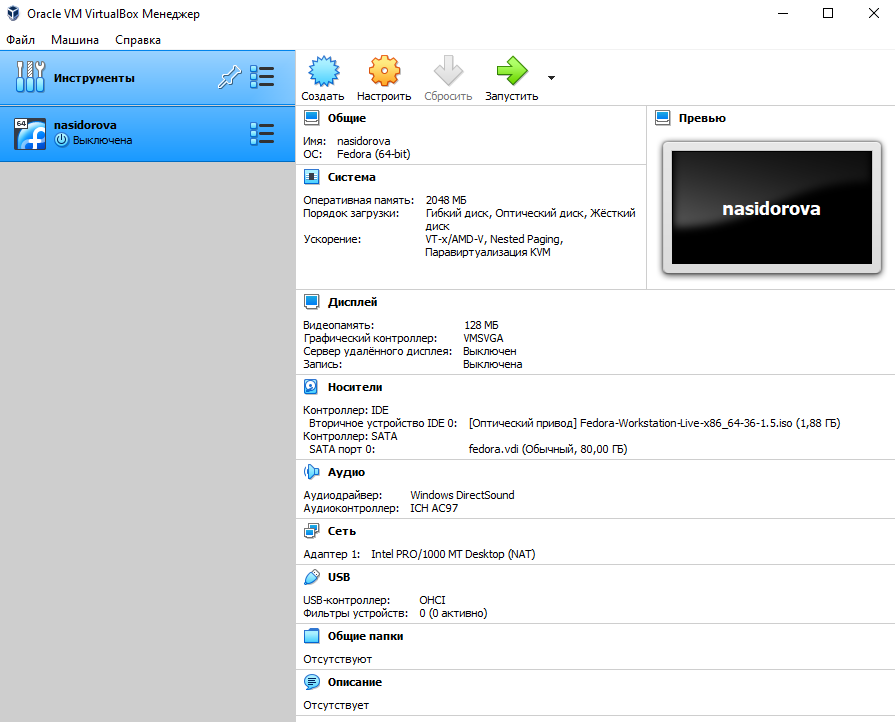 Oracle VM VirtualBox Менеджер
Файл Машина Справка
Инструменты
64
nasidorova
Выключена
Создать Настроить Сбросить Запустить
Общие
Имя: nasidorova
ОС: Fedora (64-bit)
Превью
nasidorova
Система
Оперативная память: 2048 МБ
Порядок загрузки: Гибкий диск, Оптический диск, Жёсткий
диск
Ускорение: VT-x/AMD-V, Nested Paging,
Паравиртуализация KVM
Дисплей
Видеопамять: 128 МБ
Графический контроллер: VMSVGA
Сервер удалённого дисплея: Выключен
Запись: Выключена
Носители
Контроллер: IDE
Вторичное устройство IDE 0: [Оптический привод] Fedora-Workstation-Live-x86_64-36-1.5.iso (1,88 ГБ)
Контроллер: SATA
SATA порт 0: fedora.vdi (Обычный, 80,00 ГБ)
Аудио
Аудиодрайвер: Windows DirectSound
Аудиоконтроллер: ICH AC97
Сеть
Адаптер 1: Intel PRO/1000 MT Desktop (NAT)
USB
USB-контроллер: OHCI
Фильтры устройств: 0 (0 активно)
Общие папки
Отсутствуют
Описание
Отсутствует